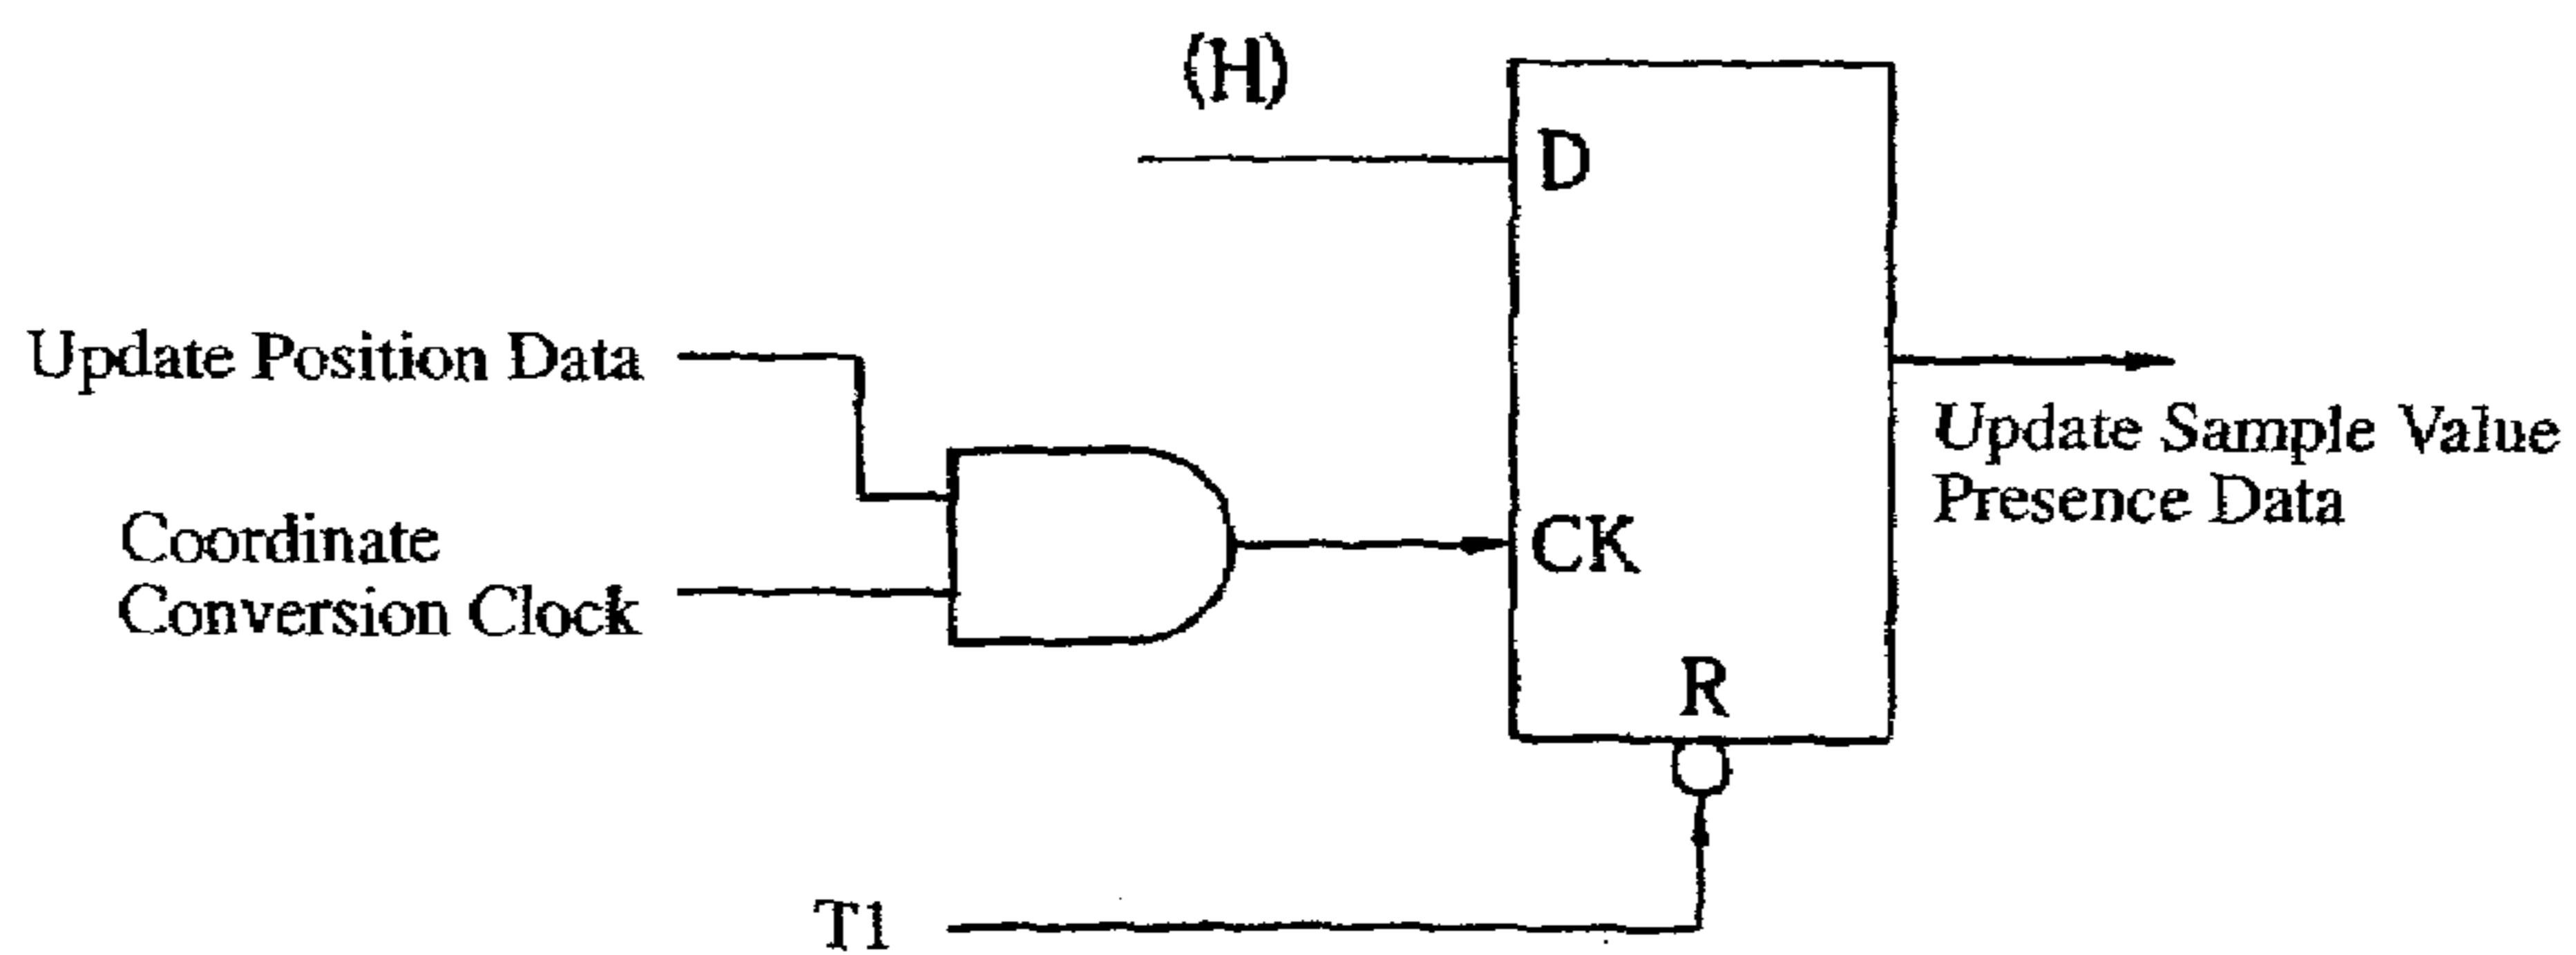 (H)
D
Update Position Data
Update Sample Value
Presence Data
Coordinate
Conversion Clock
CK
R
T1